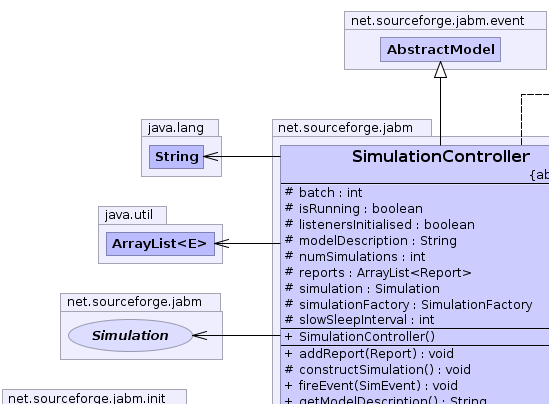 net.sourceforge.jabm.event
AbstractModel
java.lang
String
net.sourceforge.jabm
SimulationController
{ab
# batch : int
# isRunning : boolean
# listenersInitialised : boolean
# modelDescription : String
# numSimulations : int
# reports : ArrayList<Report>
# simulation : Simulation
# simulationFactory : SimulationFactory
# slowSleepInterval : int
+ SimulationController()
+ addReport(Report) : void
# constructSimulation() : void
+ fireEvent(SimEvent) : void
+ getModelDescription() : String
java.util
ArrayList<E>
net.sourceforge.jabm
Simulation
net.sourceforge.jabm.init